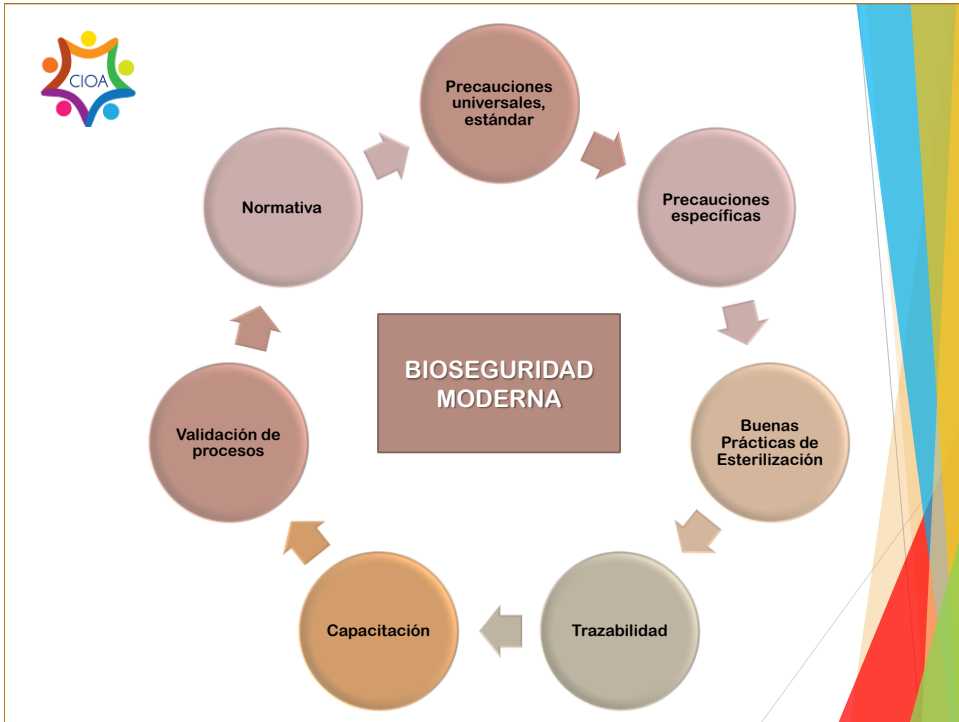 CIOA
Precauciones
universales,
estándar
Precauciones
específicas
Buenas
Prácticas de
Esterilización
Trazabilidad
Capacitación
Validación de
procesos
Normativa
BIOSEGURIDAD
MODERNA